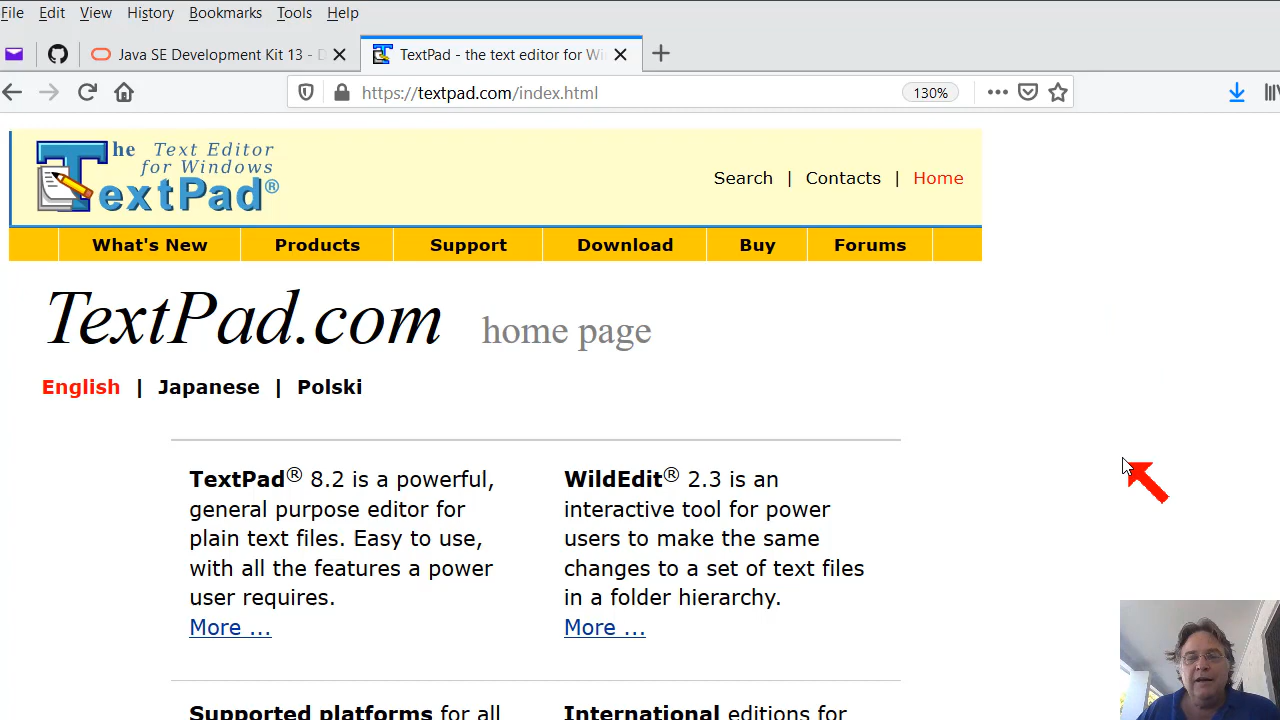 File Edit View History Bookmarks Tools Help
Java SE Development Kit 13 - D
TextPad - the text editor for Wi
https://textpad.com/index.html
130%
The Text Editor
for Windows
TextPad®
Search | Contacts | Home
What's New Products Support Download Buy Forums
TextPad.com home page
English | Japanese | Polski
TextPad® 8.2 is a powerful,
general purpose editor for
plain text files. Easy to use,
with all the features a power
user requires.
More ...
WildEdit® 2.3 is an
interactive tool for power
users to make the same
changes to a set of text files
in a folder hierarchy.
More ...
Supported platforms for all
International editions for